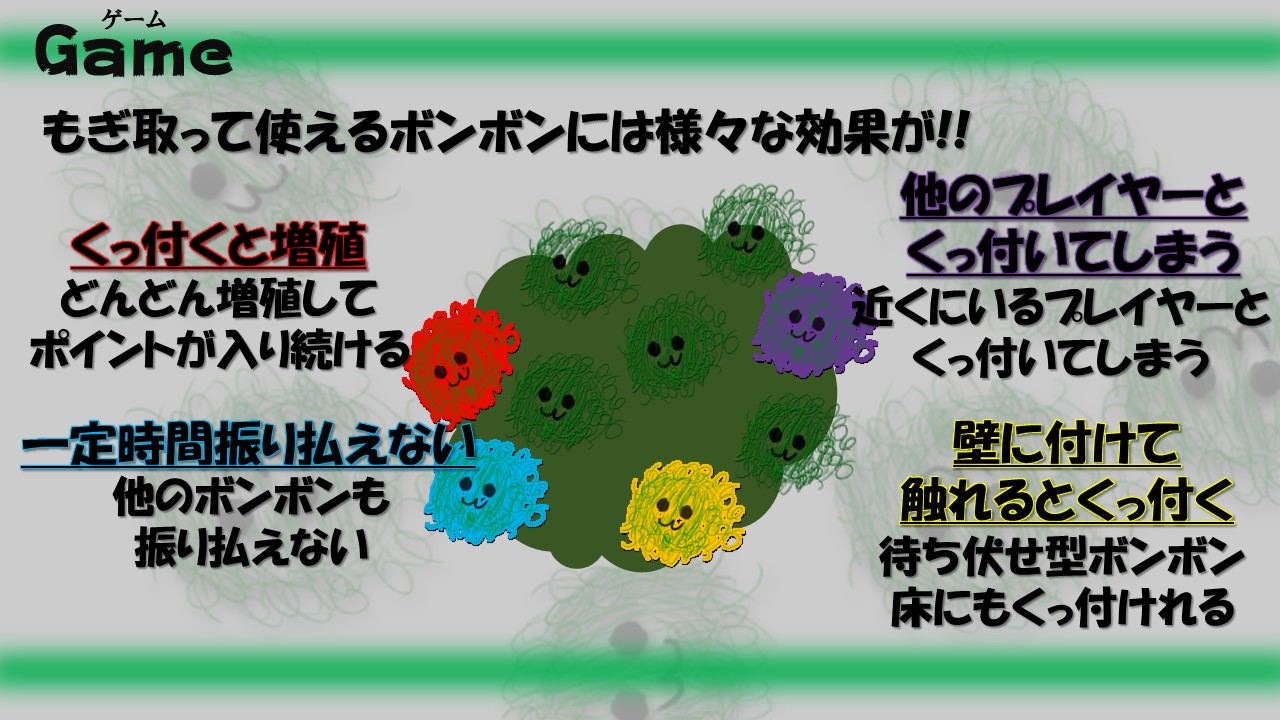 ゲーム
Game
もぎ取って使えるボンボンには様々な効果が!!
くっ付くと増殖
どんどん増殖して
ポイントが入り続ける
一定時間振り払えない
他のボンボンも
振り払えない
他のプレイヤーと
くっ付いてしまう
近くにいるプレイヤーと
くっ付いてしまう
壁に付けて
触れるとくっ付く
待ち伏せ型ボンボン
床にもくっ付けれる